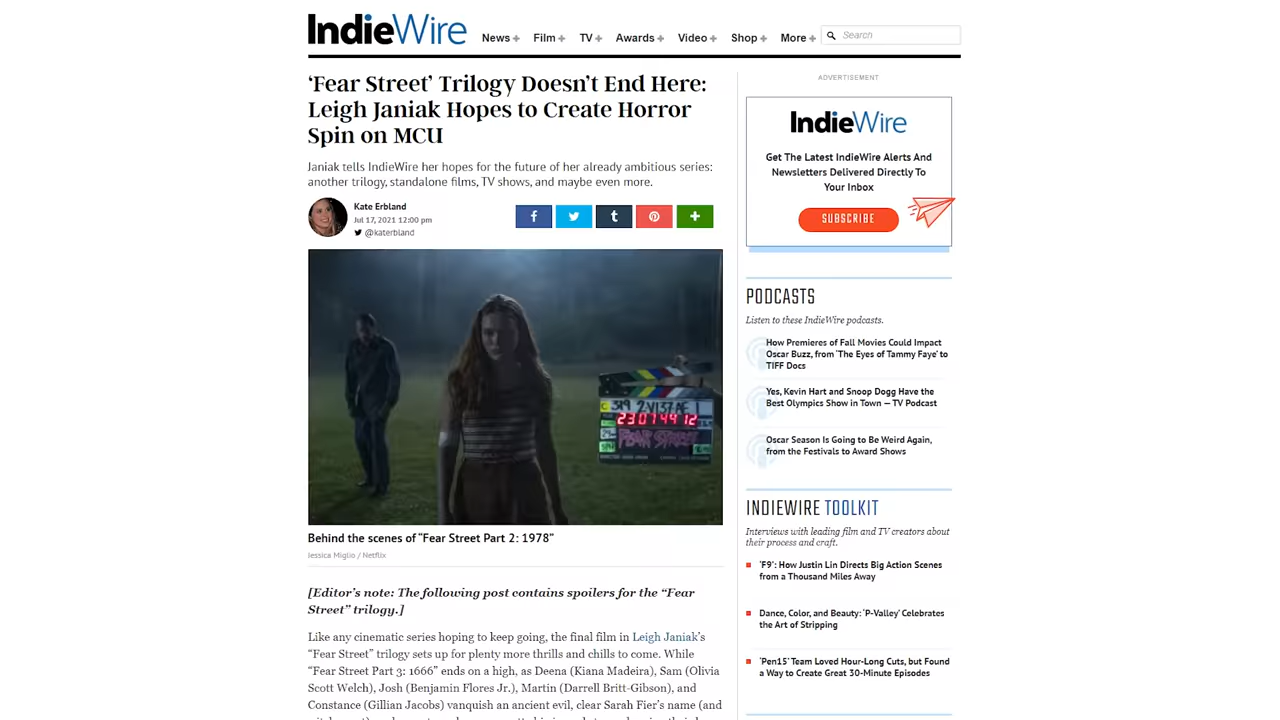 IndieWire
News + Film + TV + Awards + Video + Shop + More + Search
‘Fear Street’ Trilogy Doesn’t End Here:
Leigh Janiak Hopes to Create Horror
Spin on MCU
Janiak tells IndieWire her hopes for the future of her already ambitious series:
another trilogy, standalone films, TV shows, and maybe even more.
Kate Erbland
Jul 17, 2021 12:00 pm
@katerbland
FEAR STREET
Behind the scenes of “Fear Street Part 2: 1978”
Jessica Miglio / Netflix
[Editor’s note: The following post contains spoilers for the “Fear
Street” trilogy.]
Like any cinematic series hoping to keep going, the final film in Leigh Janiak’s
“Fear Street” trilogy sets up for plenty more thrills and chills to come. While
“Fear Street Part 3: 1666” ends on a high, as Deena (Kiana Madeira), Sam (Olivia
Scott Welch), Josh (Benjamin Flores Jr.), Martin (Darrell Britt-Gibson), and
Constance (Gillian Jacobs) vanquish an ancient evil, clear Sarah Fier’s name (and
ADVERTISEMENT
IndieWire
Get The Latest IndieWire Alerts And
Newsletters Delivered Directly To
Your Inbox
SUBSCRIBE
PODCASTS
Listen to these IndieWire podcasts.
How Premieres of Fall Movies Could Impact
Oscar Buzz, from ‘The Eyes of Tammy Faye’ to
TIFF Docs
Yes, Kevin Hart and Snoop Dogg Have the
Best Olympics Show in Town — TV Podcast
Oscar Season Is Going to Be Weird Again,
from the Festivals to Award Shows
INDIEWIRE TOOLKIT
Interviews with leading film and TV creators about
their process and craft.
‘F9’: How Justin Lin Directs Big Action Scenes
from a Thousand Miles Away
Dance, Color, and Beauty: ‘P-Valley’ Celebrates
the Art of Stripping
‘Pen15’ Team Loved Hour-Long Cuts, but Found
a Way to Create Great 30-Minute Episodes